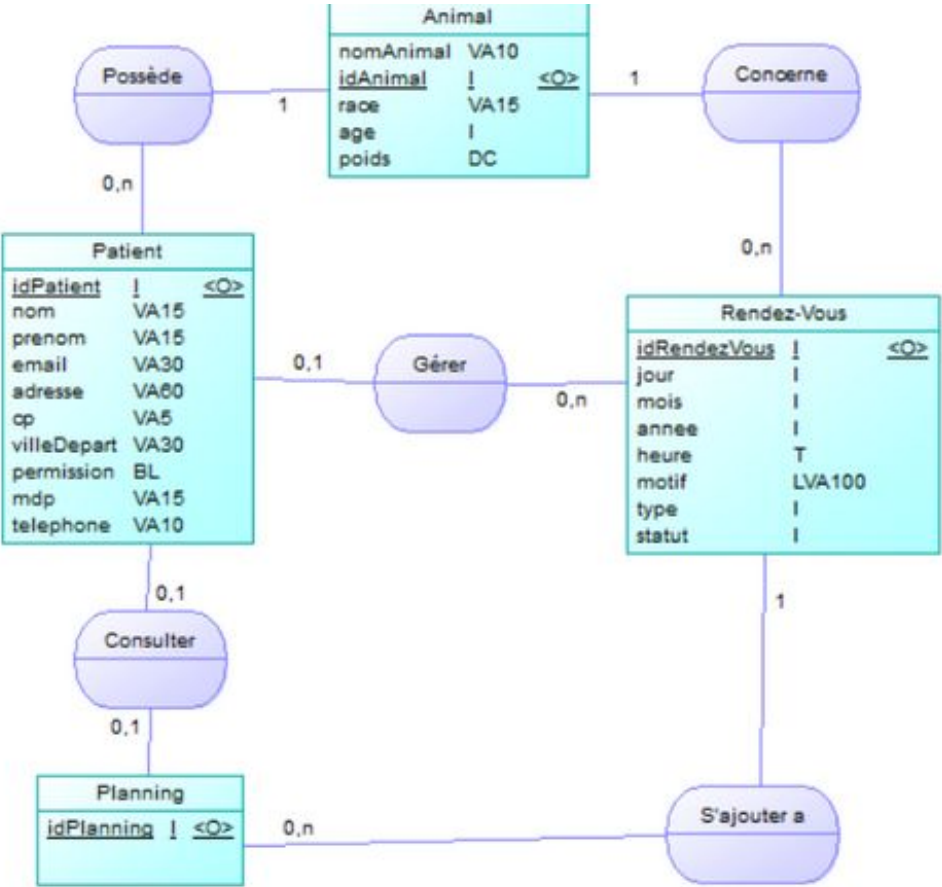 Animal
nomAnimal VA10
idAnimal I <O>
race VA15
age I
poids DC
Possède
1
1
Concerne
0,n
0,n
Patient
idPatient I <O>
nom VA15
prenom VA15
email VA30
adresse VA60
cp VA5
villeDepart VA30
permission BL
mdp VA15
telephone VA10
0,1
Gérer
0,n
Rendez-Vous
idRendezVous I <O>
jour I
mois I
annee I
heure T
motif LVA100
type I
statut I
0,1
Consulter
0,1
1
Planning
idPlanning I <O>
0,n
S'ajouter a